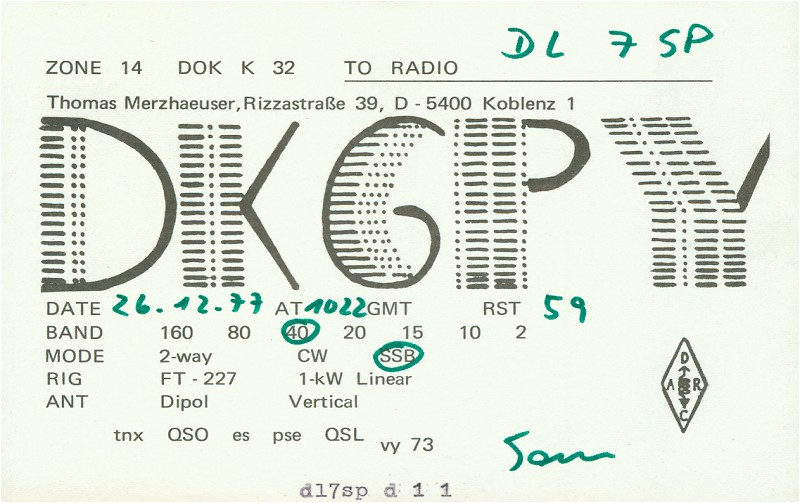 DL 7 SP
ZONE 14 DOK K 32 TO RADIO
Thomas Merzhaeuser, Rizzastraße 39, D - 5400 Koblenz 1
DK6PY
DATE 26.12.77 AT 1022 GMT RST 59
BAND 160 80 40 20 15 10 2
MODE 2-way CW SSB
RIG FT - 227 1-kW Linear
ANT Dipol Vertical
D
A R
C
tnx QSO es pse QSL vy 73
dl7sp d 1 1